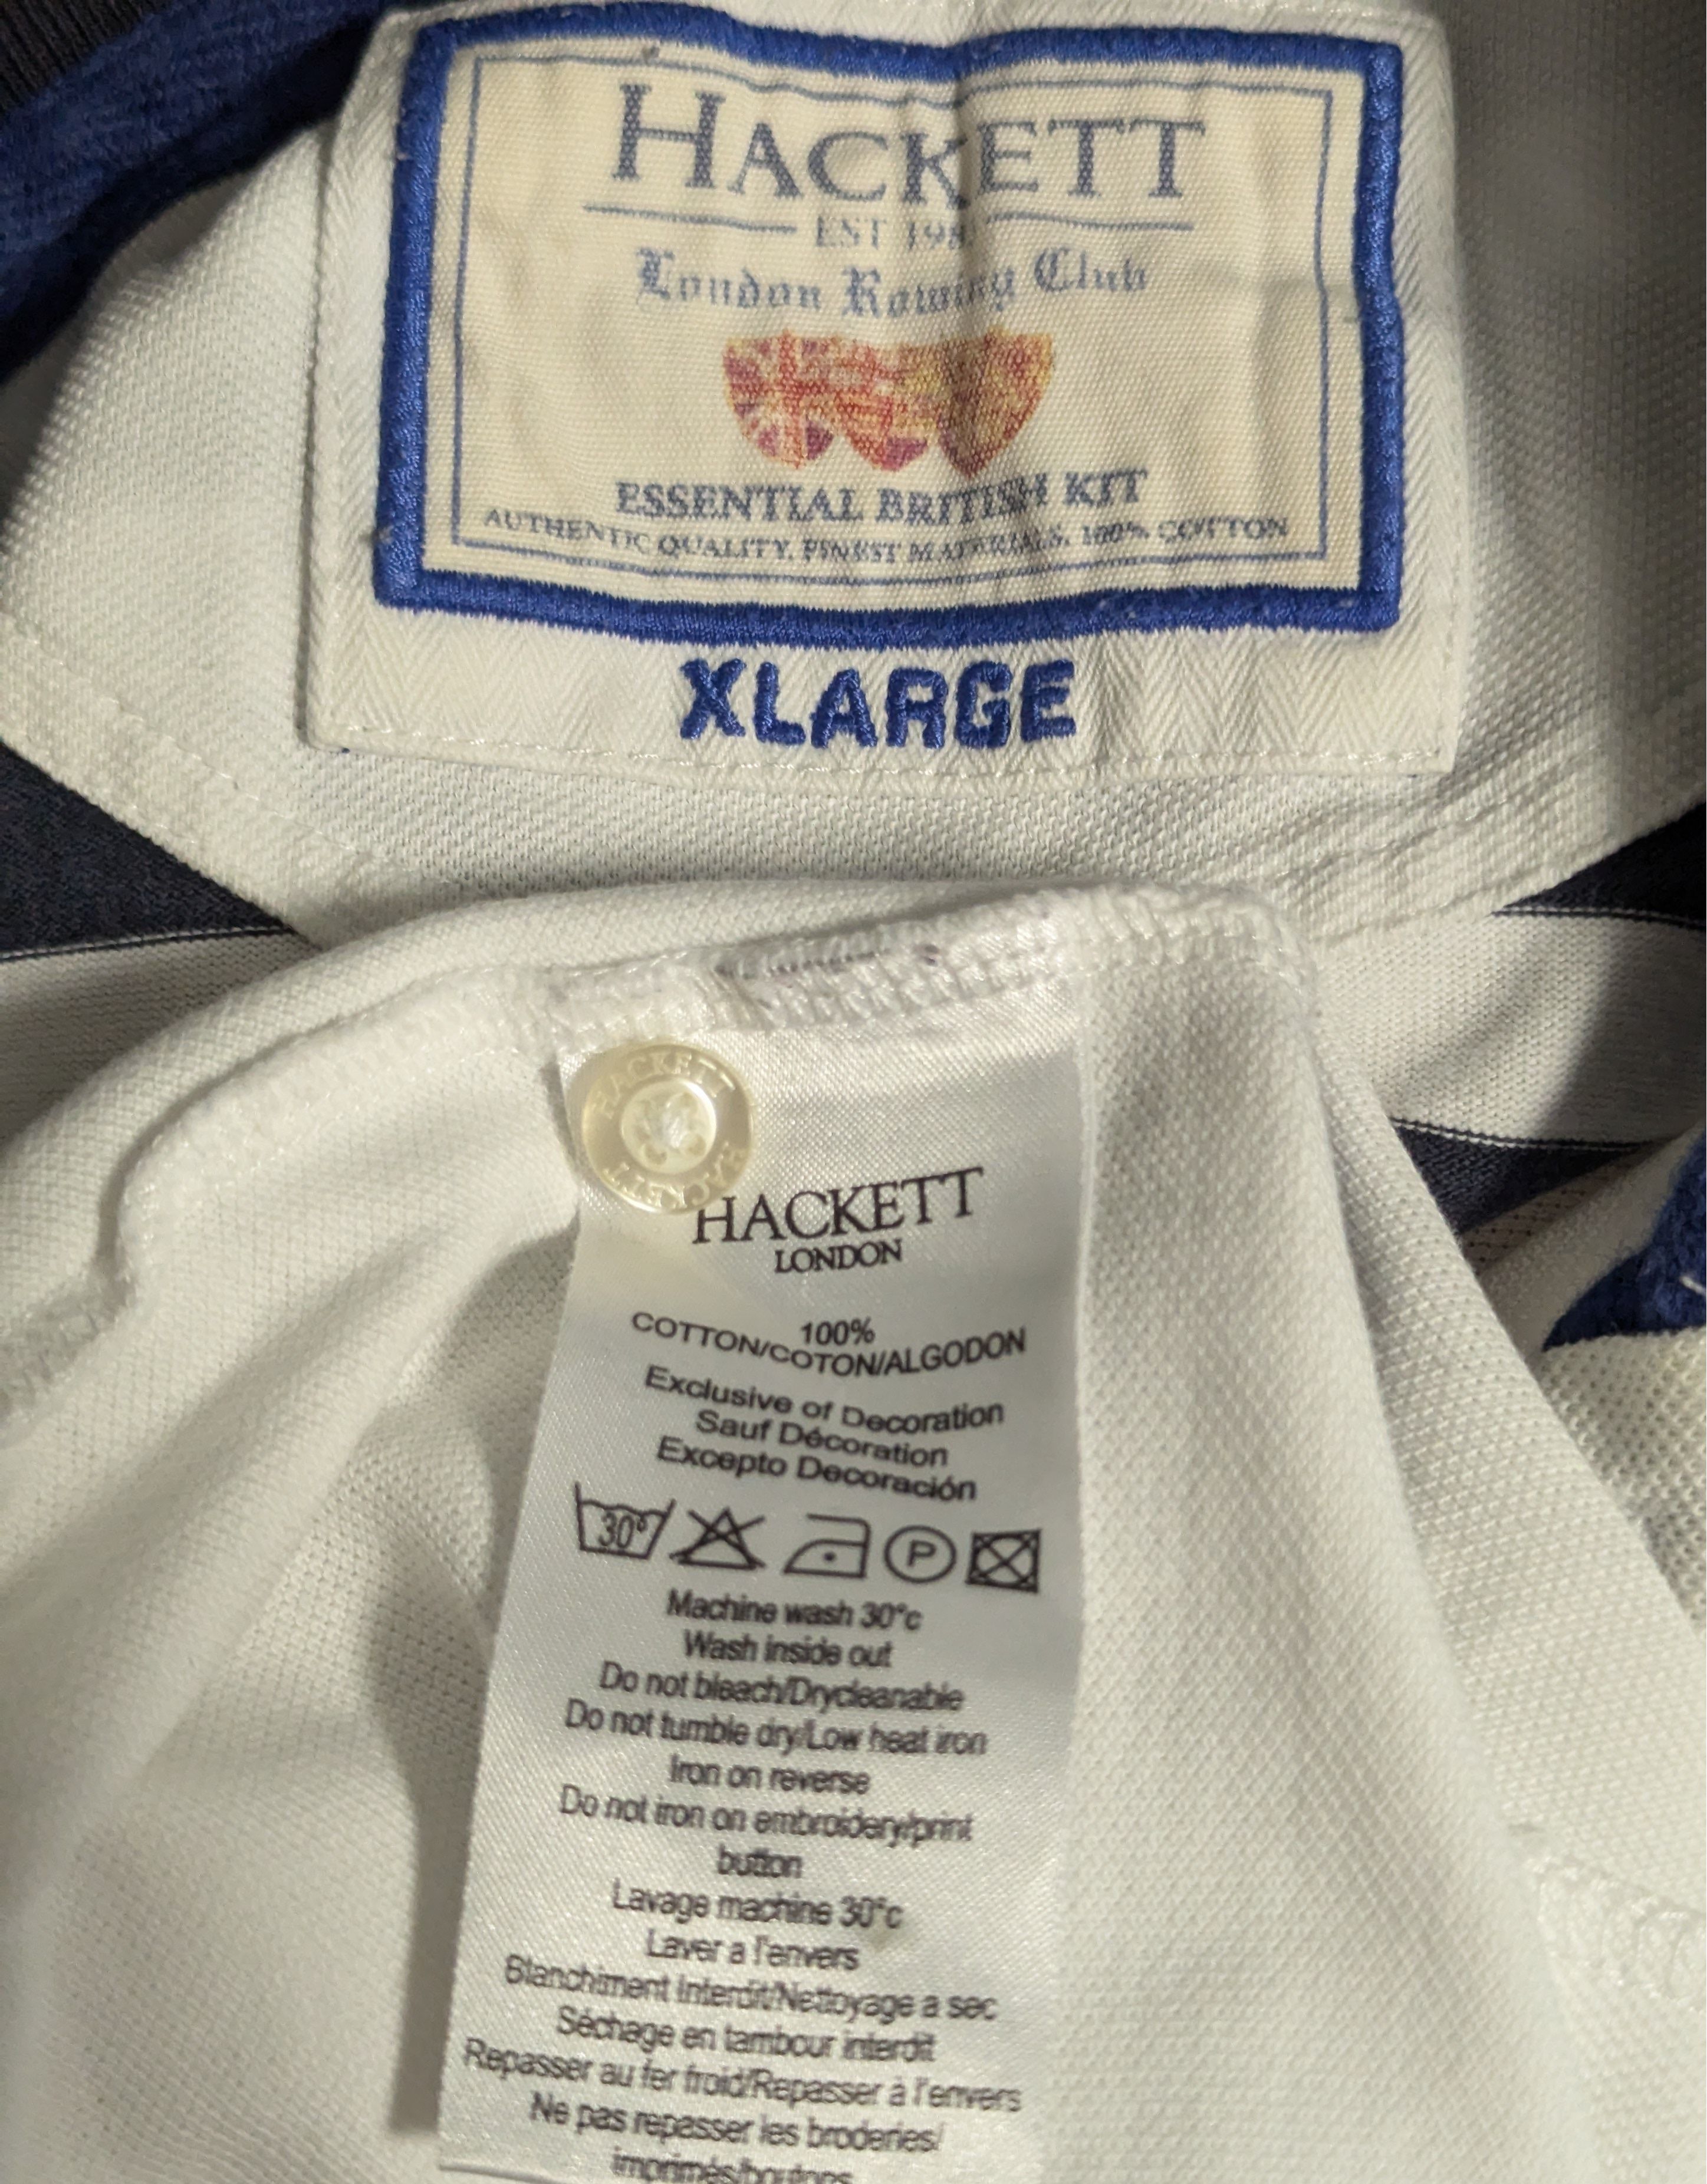 HACKETT
EST 198
London Rowing Club
ESSENTIAL BRITISH KIT
AUTHENTIC QUALITY. FINEST MATERIALS. 100% COTTON
XLARGE
HACKETT
HACKETT
HACKETT
LONDON
100%
COTTON/COTON/ALGODON
Exclusive of Decoration
Sauf Décoration
Excepto Decoración
30°
P
Machine wash 30°c
Wash inside out
Do not bleach/Drycleanable
Do not tumble dry/Low heat iron
Iron on reverse
Do not iron on embroidery/print
button
Lavage machine 30°c
Laver a l'envers
Blanchiment Interdit/Nettoyage a sec
Séchage en tambour interdit
Repasser au fer froid/Repasser à l'envers
Ne pas repasser les broderies/
imprimés/boutons